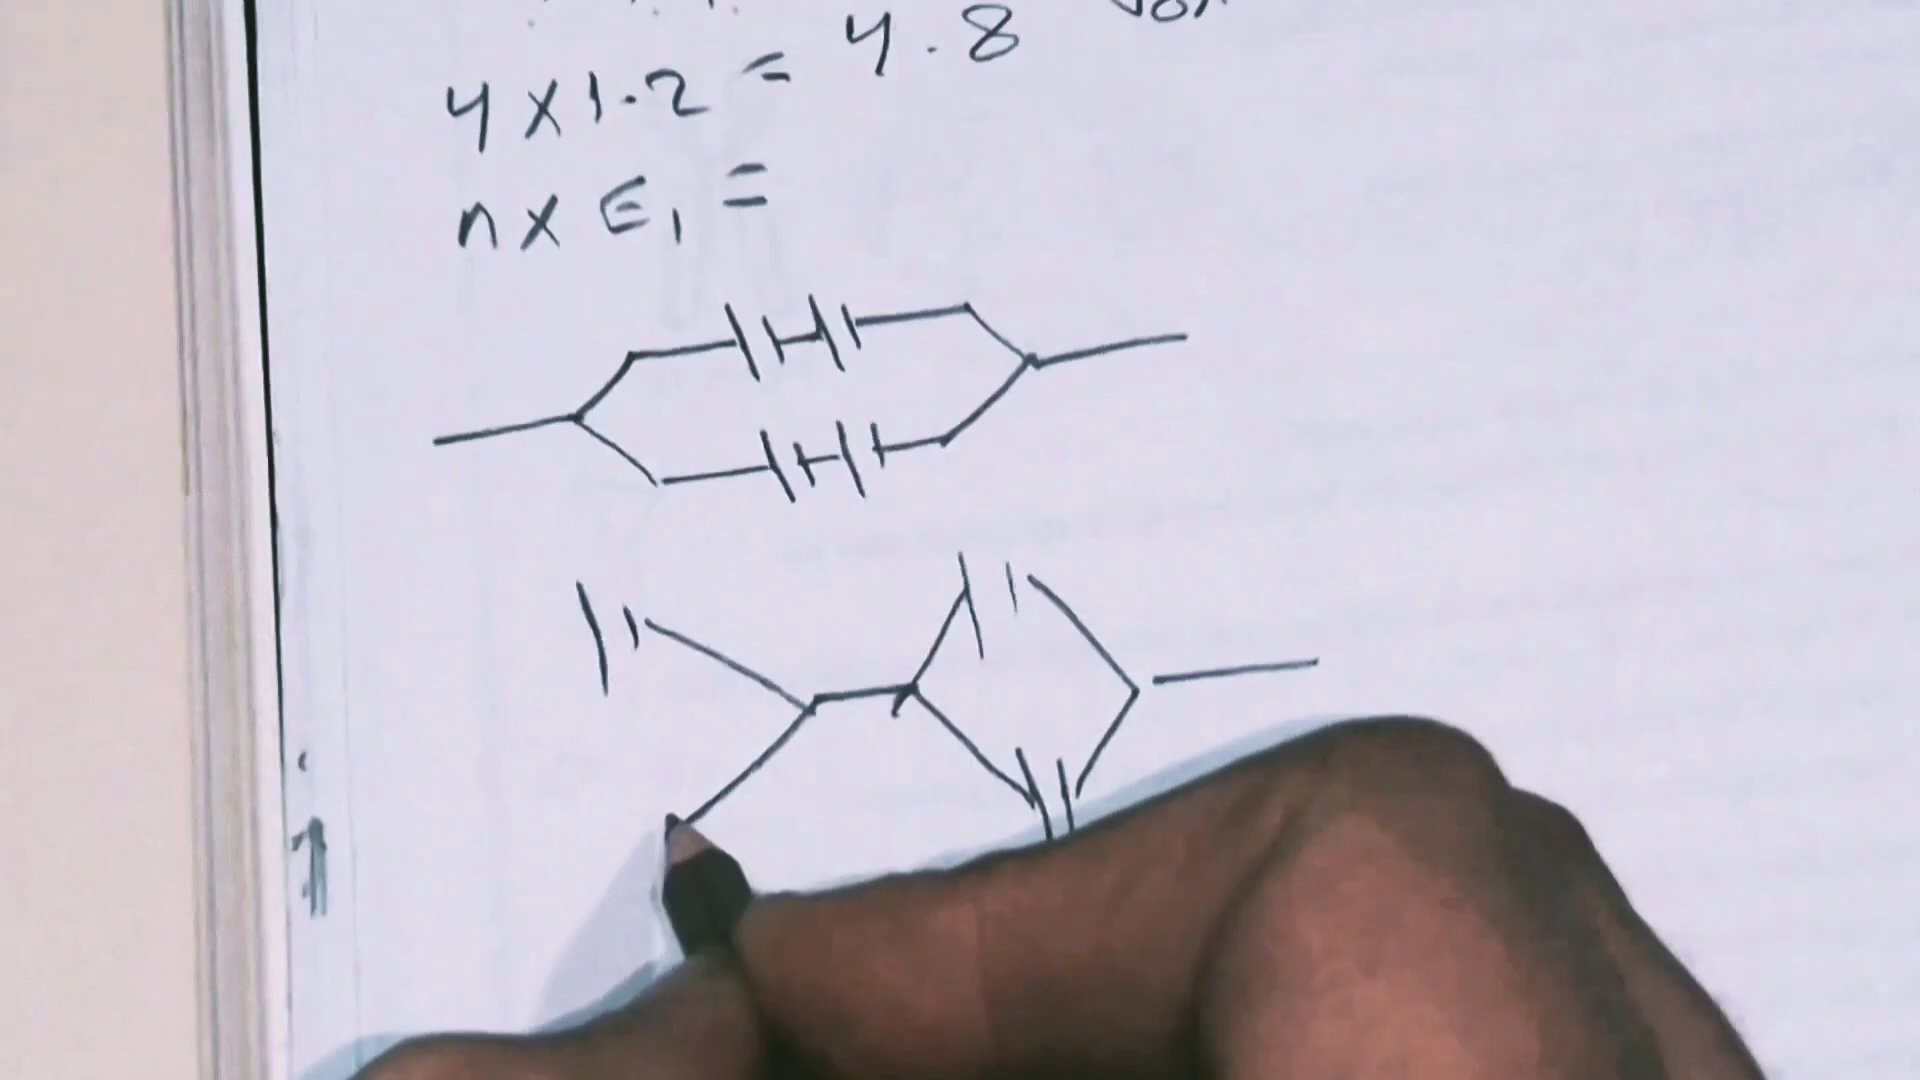 4 X 1.2 = 4.8
n X E₁ =